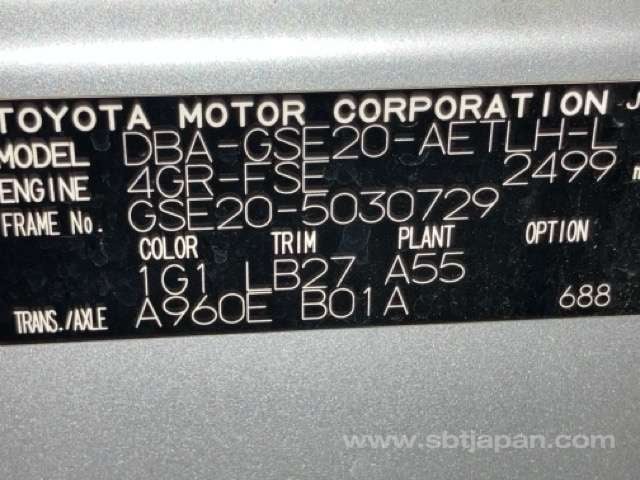 TOYOTA MOTOR CORPORATION J
MODEL DBA-GSE20-AETLH-L
ENGINE 4GR-FSE 2499 m
FRAME No. GSE20-5030729
COLOR TRIM PLANT OPTION
1G1 LB27 A55
TRANS./AXLE A960E B01A 688
www.sbtjapan.com